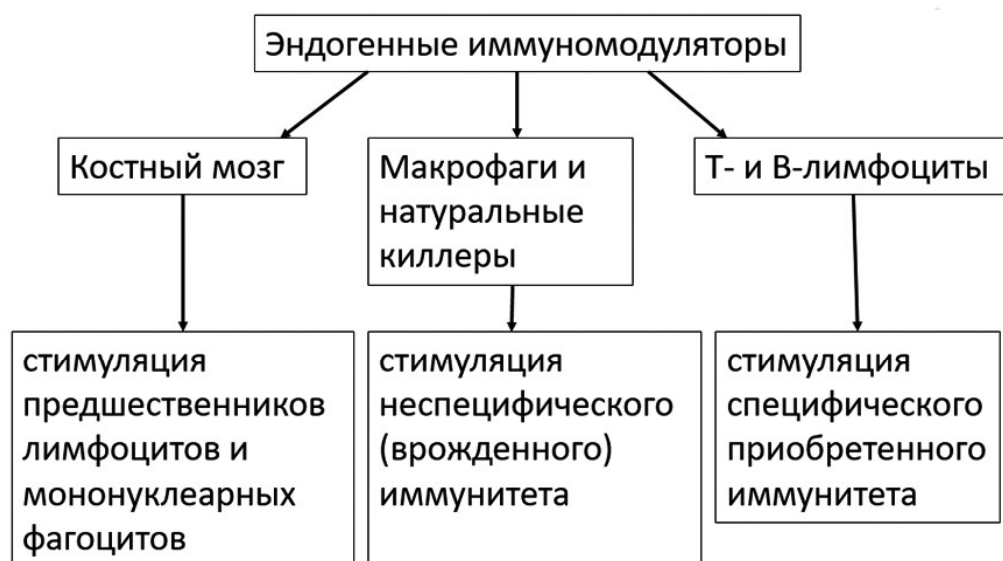 Эндогенные иммуномодуляторы
Костный мозг
Макрофаги и
натуральные
киллеры
Т- и В-лимфоциты
стимуляция
предшественников
лимфоцитов и
мононуклеарных
фагоцитов
стимуляция
неспецифического
(врожденного)
иммунитета
стимуляция
специфического
приобретенного
иммунитета